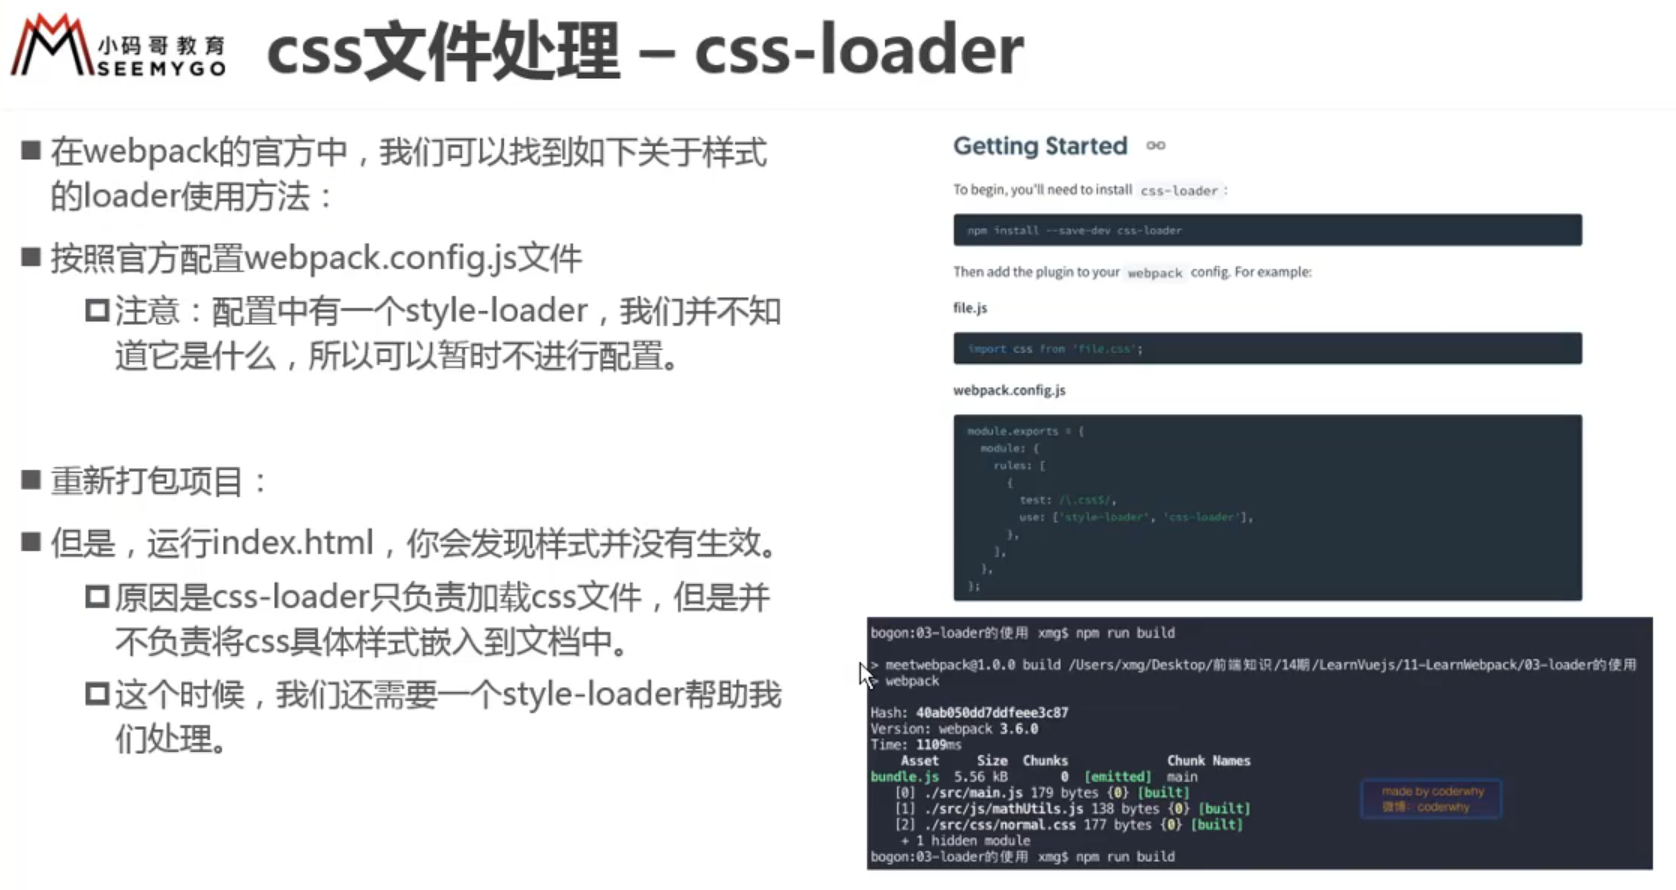 小码哥教育
SEEMYGO
css文件处理 – css-loader
在webpack的官方中，我们可以找到如下关于样式
的loader使用方法：
按照官方配置webpack.config.js文件
注意：配置中有一个style-loader，我们并不知
道它是什么，所以可以暂时不进行配置。
重新打包项目：
但是，运行index.html，你会发现样式并没有生效。
原因是css-loader只负责加载css文件，但是并
不负责将css具体样式嵌入到文档中。
这个时候，我们还需要一个style-loader帮助我
们处理。
Getting Started
To begin, you'll need to install css-loader :
npm install --save-dev css-loader
Then add the plugin to your webpack config. For example:
file.js
import css from 'file.css';
webpack.config.js
module.exports = {
module: {
rules: [
{
test: /\.css$/,
use: ['style-loader', 'css-loader'],
},
],
},
};
bogon:03-loader的使用 xmg$ npm run build
> meetwebpack@1.0.0 build /Users/xmg/Desktop/前端知识/14期/LearnVuejs/11-LearnWebpack/03-loader的使用
> webpack
Hash: 40ab050dd7ddfeee3c87
Version: webpack 3.6.0
Time: 1109ms
Asset Size Chunks Chunk Names
bundle.js 5.56 kB 0 [emitted] main
[0] ./src/main.js 179 bytes {0} [built]
[1] ./src/js/mathUtils.js 138 bytes {0} [built]
[2] ./src/css/normal.css 177 bytes {0} [built]
+ 1 hidden module
bogon:03-loader的使用 xmg$ npm run build
made by coderwhy
微博：coderwhy